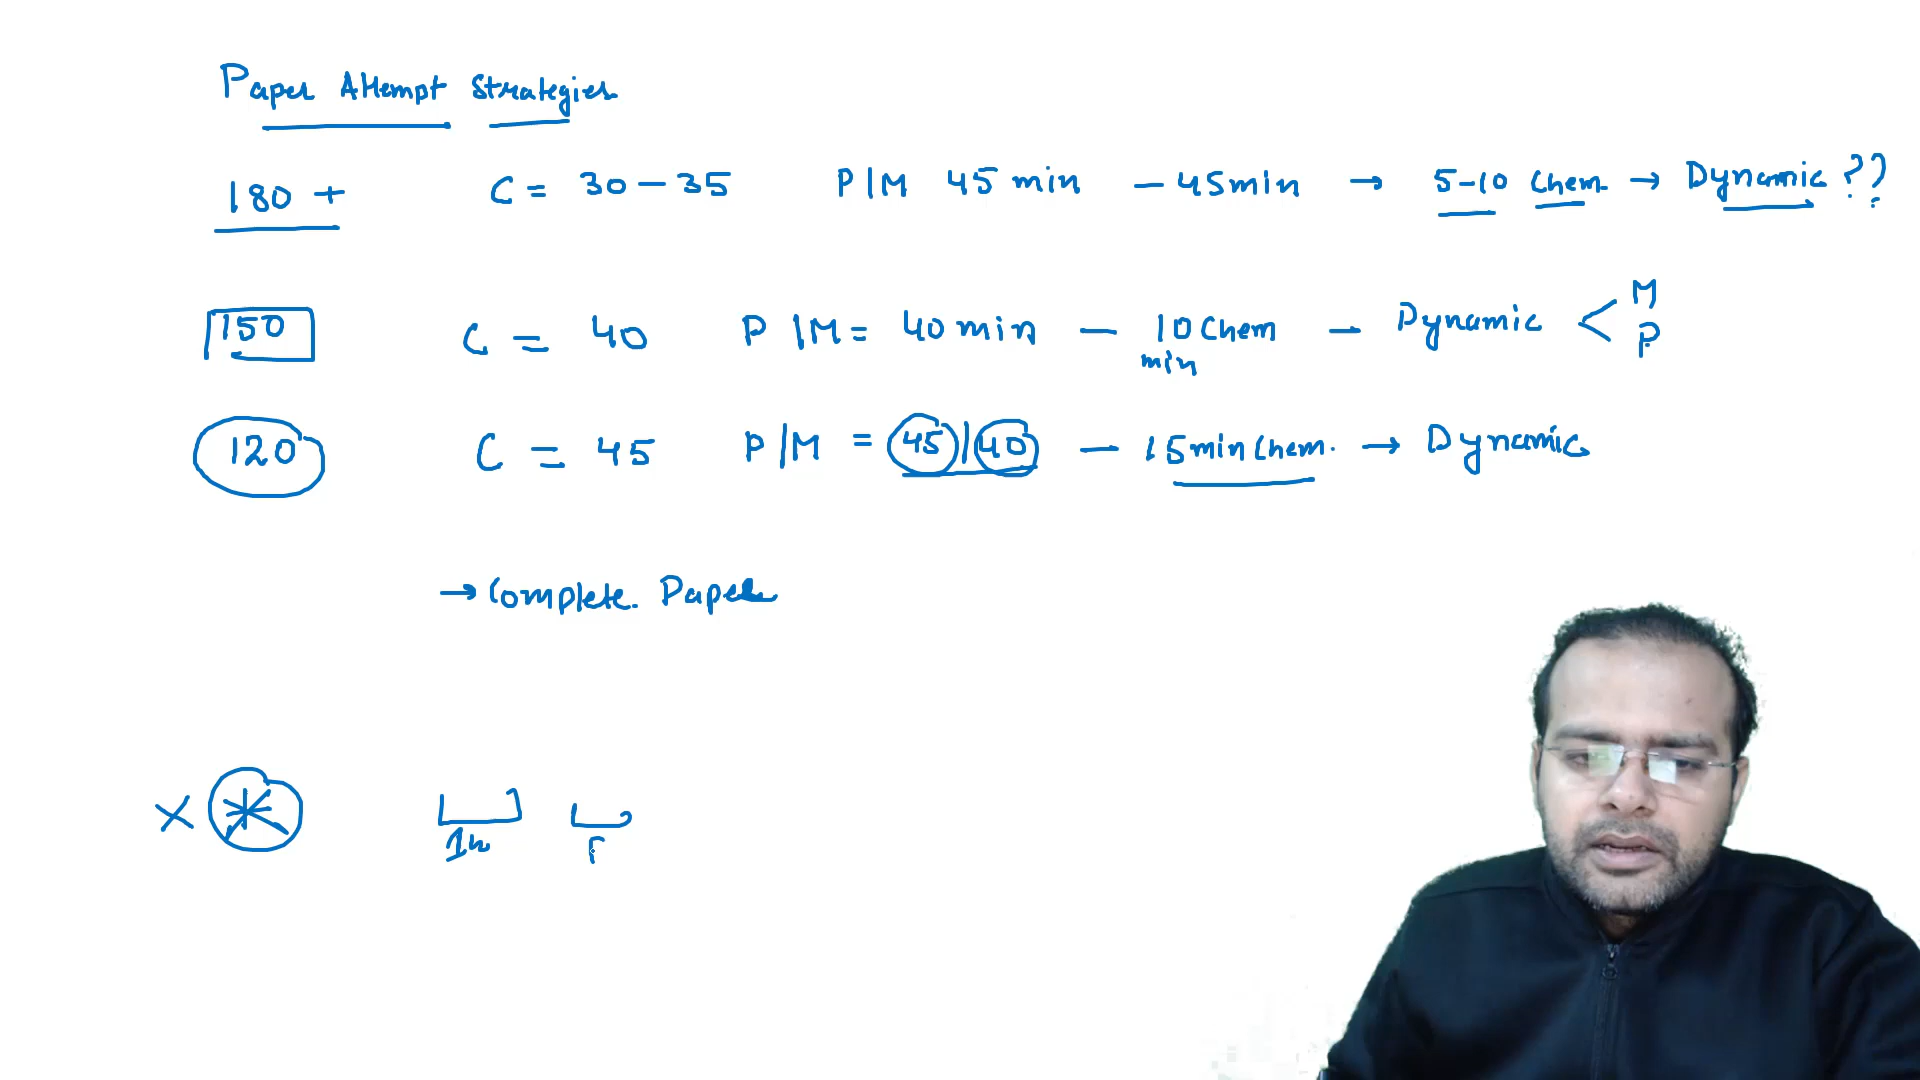 Paper Attempt Strategies
180 + C = 30 - 35 P/M 45 min - 45 min → 5-10 Chem. → Dynamic ??
150 C = 40 P/M = 40 min - 10 Chem min - Dynamic < M P
120 C = 45 P/M = 45/40 - 15 min Chem. → Dynamic
→ Complete. Paper
× *